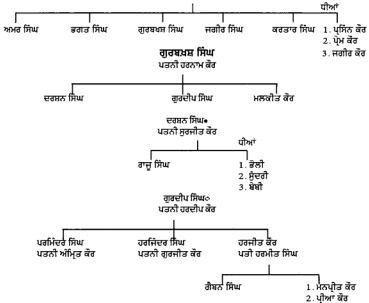 ਧੀਆਂ
ਅਮਰ ਸਿੰਘ ਭਗਤ ਸਿੰਘ ਗੁਰਬਖਸ਼ ਸਿੰਘ ਜਗੀਰ ਸਿੰਘ ਕਰਤਾਰ ਸਿੰਘ 1. ਪ੍ਰਸਿੰਨ ਕੌਰ
2. ਪ੍ਰੇਮ ਕੌਰ
3. ਜਗੀਰ ਕੌਰ
ਗੁਰਬਖ਼ਸ਼ ਸਿੰਘ
ਪਤਨੀ ਹਰਨਾਮ ਕੌਰ
ਦਰਸ਼ਨ ਸਿੰਘ ਗੁਰਦੀਪ ਸਿੰਘ ਮਲਕੀਤ ਕੌਰ
ਦਰਸ਼ਨ ਸਿੰਘ●
ਪਤਨੀ ਸੁਰਜੀਤ ਕੌਰ
ਧੀਆਂ
ਰਾਜੂ ਸਿੰਘ 1. ਭੋਲੀ
2. ਸੁੰਦਰੀ
3. ਬੇਬੀ
ਗੁਰਦੀਪ ਸਿੰਘ○
ਪਤਨੀ ਹਰਦੀਪ ਕੌਰ
ਪਰਮਿੰਦਰ ਸਿੰਘ ਹਰਜਿੰਦਰ ਸਿੰਘ ਹਰਜੀਤ ਕੌਰ
ਪਤਨੀ ਅੰਮ੍ਰਿਤ ਕੌਰ ਪਤਨੀ ਗੁਰਜੀਤ ਕੌਰ ਪਤੀ ਹਰਮੀਤ ਸਿੰਘ
ਗੈਬਨ ਸਿੰਘ 1. ਮਨਪ੍ਰੀਤ ਕੌਰ
2. ਪ੍ਰੀਆ ਕੌਰ